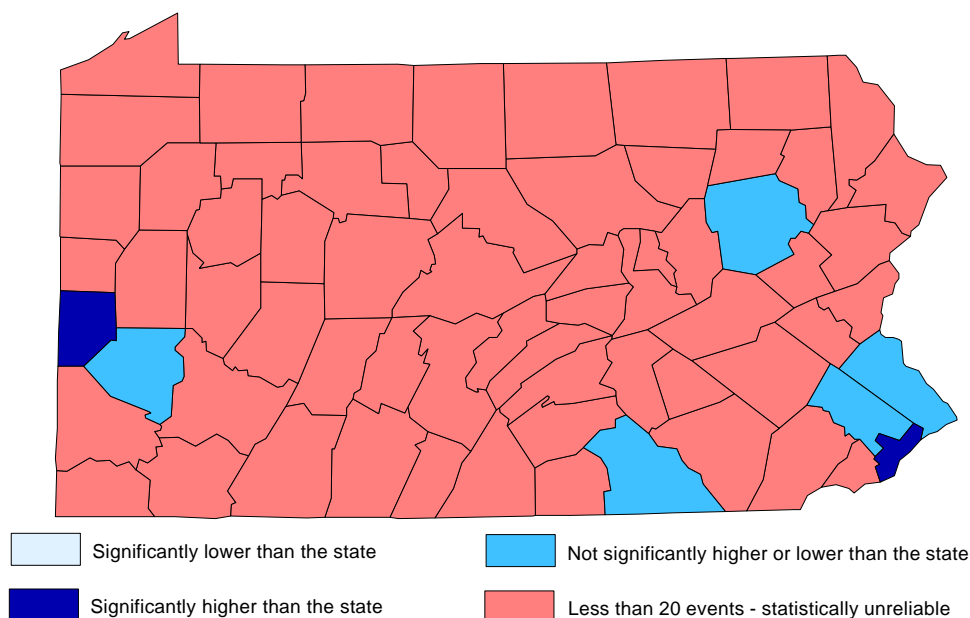 Significantly lower than the state
Not significantly higher or lower than the state
Significantly higher than the state
Less than 20 events - statistically unreliable